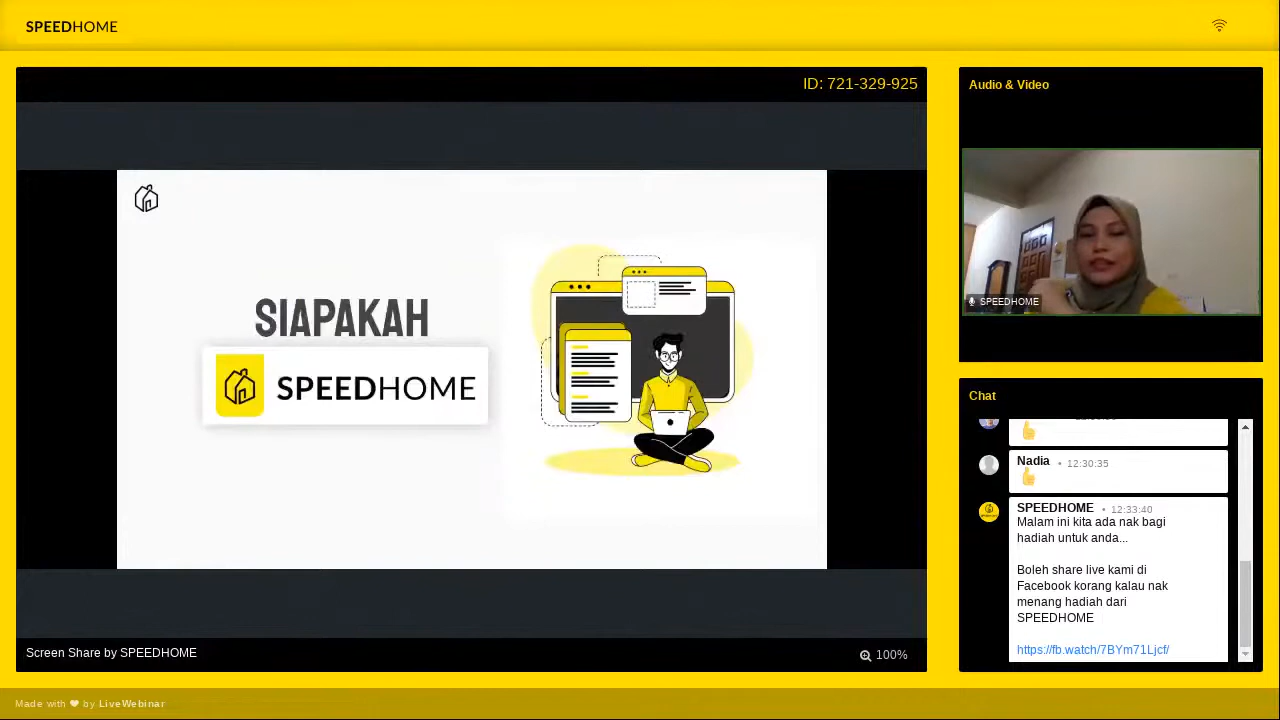 SPEEDHOME
ID: 721-329-925
SIAPAKAH
SPEEDHOME
Screen Share by SPEEDHOME
100%
Audio & Video
SPEEDHOME
Chat
Nadia • 12:30:35
SPEEDHOME • 12:33:40
Malam ini kita ada nak bagi
hadiah untuk anda...
Boleh share live kami di
Facebook korang kalau nak
menang hadiah dari
SPEEDHOME
https://fb.watch/7BYm71Ljcf/
Made with ❤ by LiveWebinar